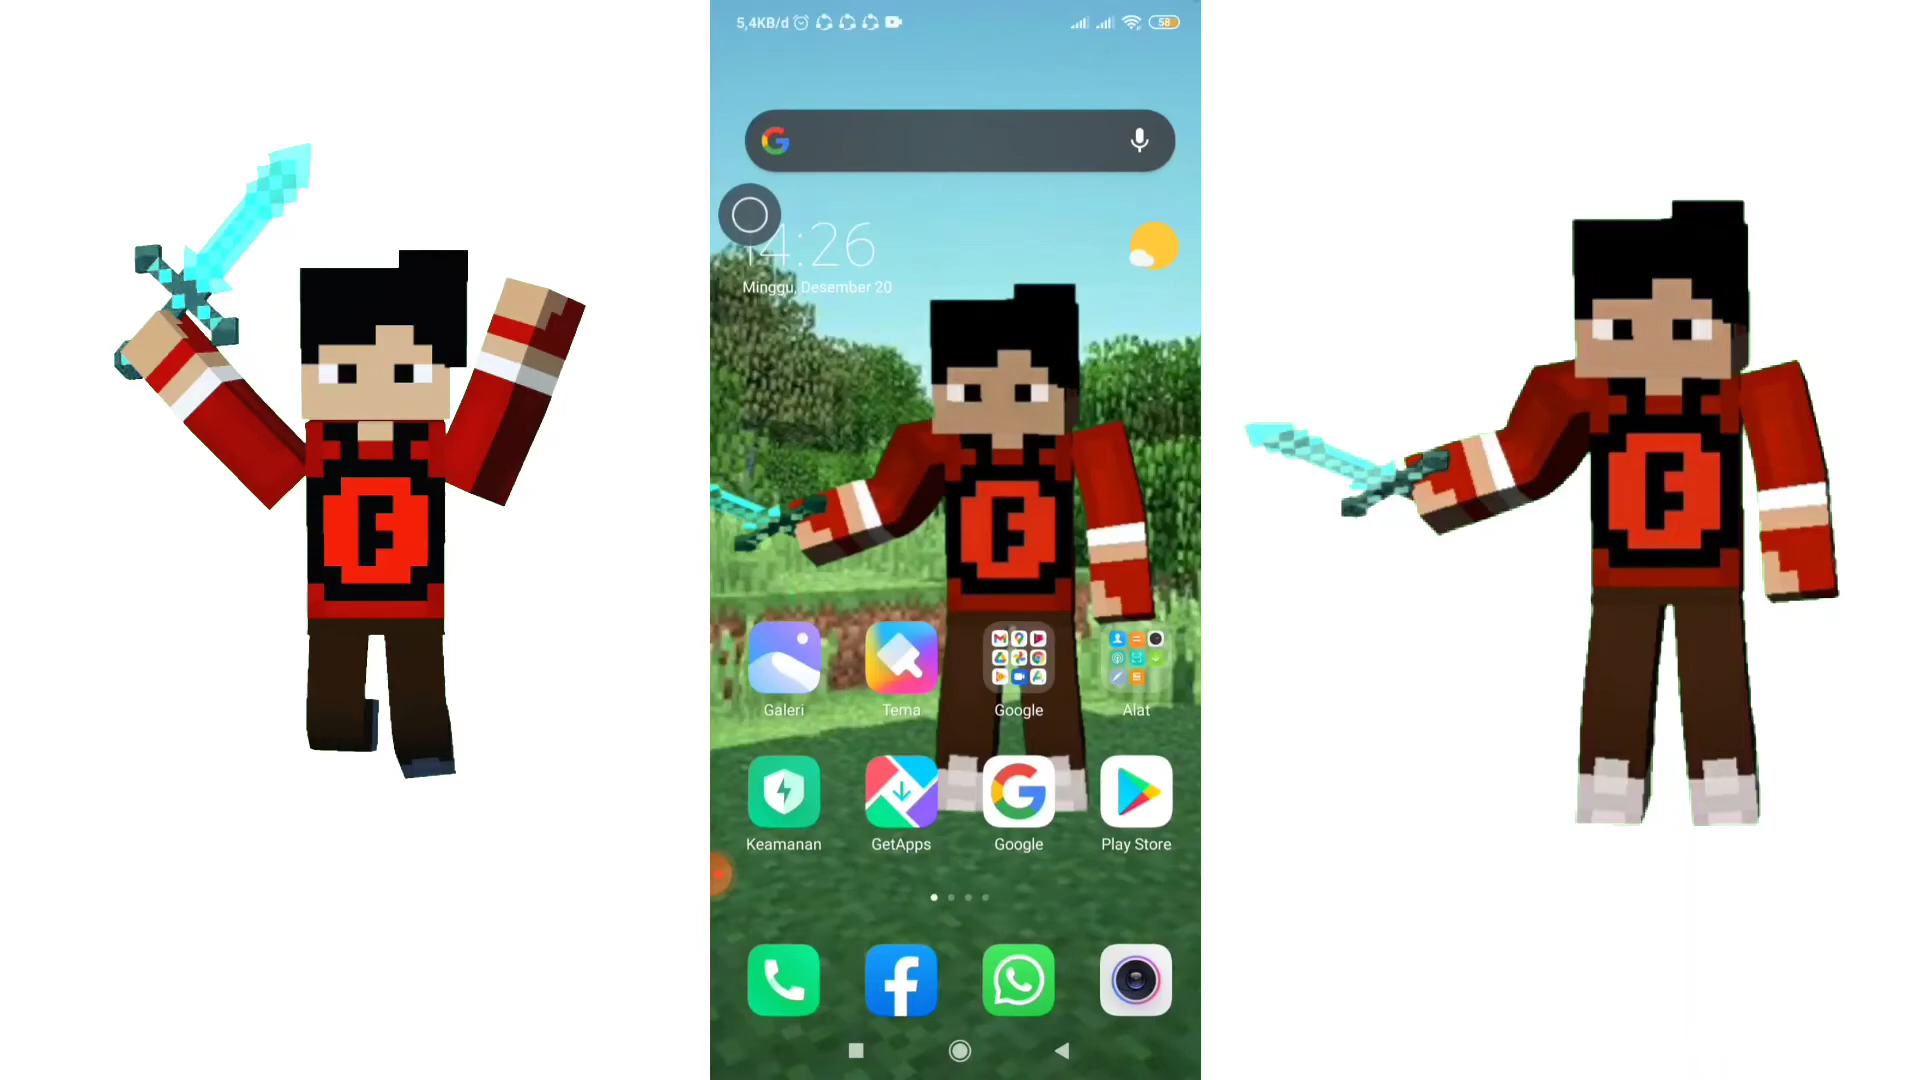 5,4KB/d
58
14:26
Minggu, Desember 20
F
F
F
Galeri
Tema
Google
Alat
Keamanan
GetApps
Google
Play Store